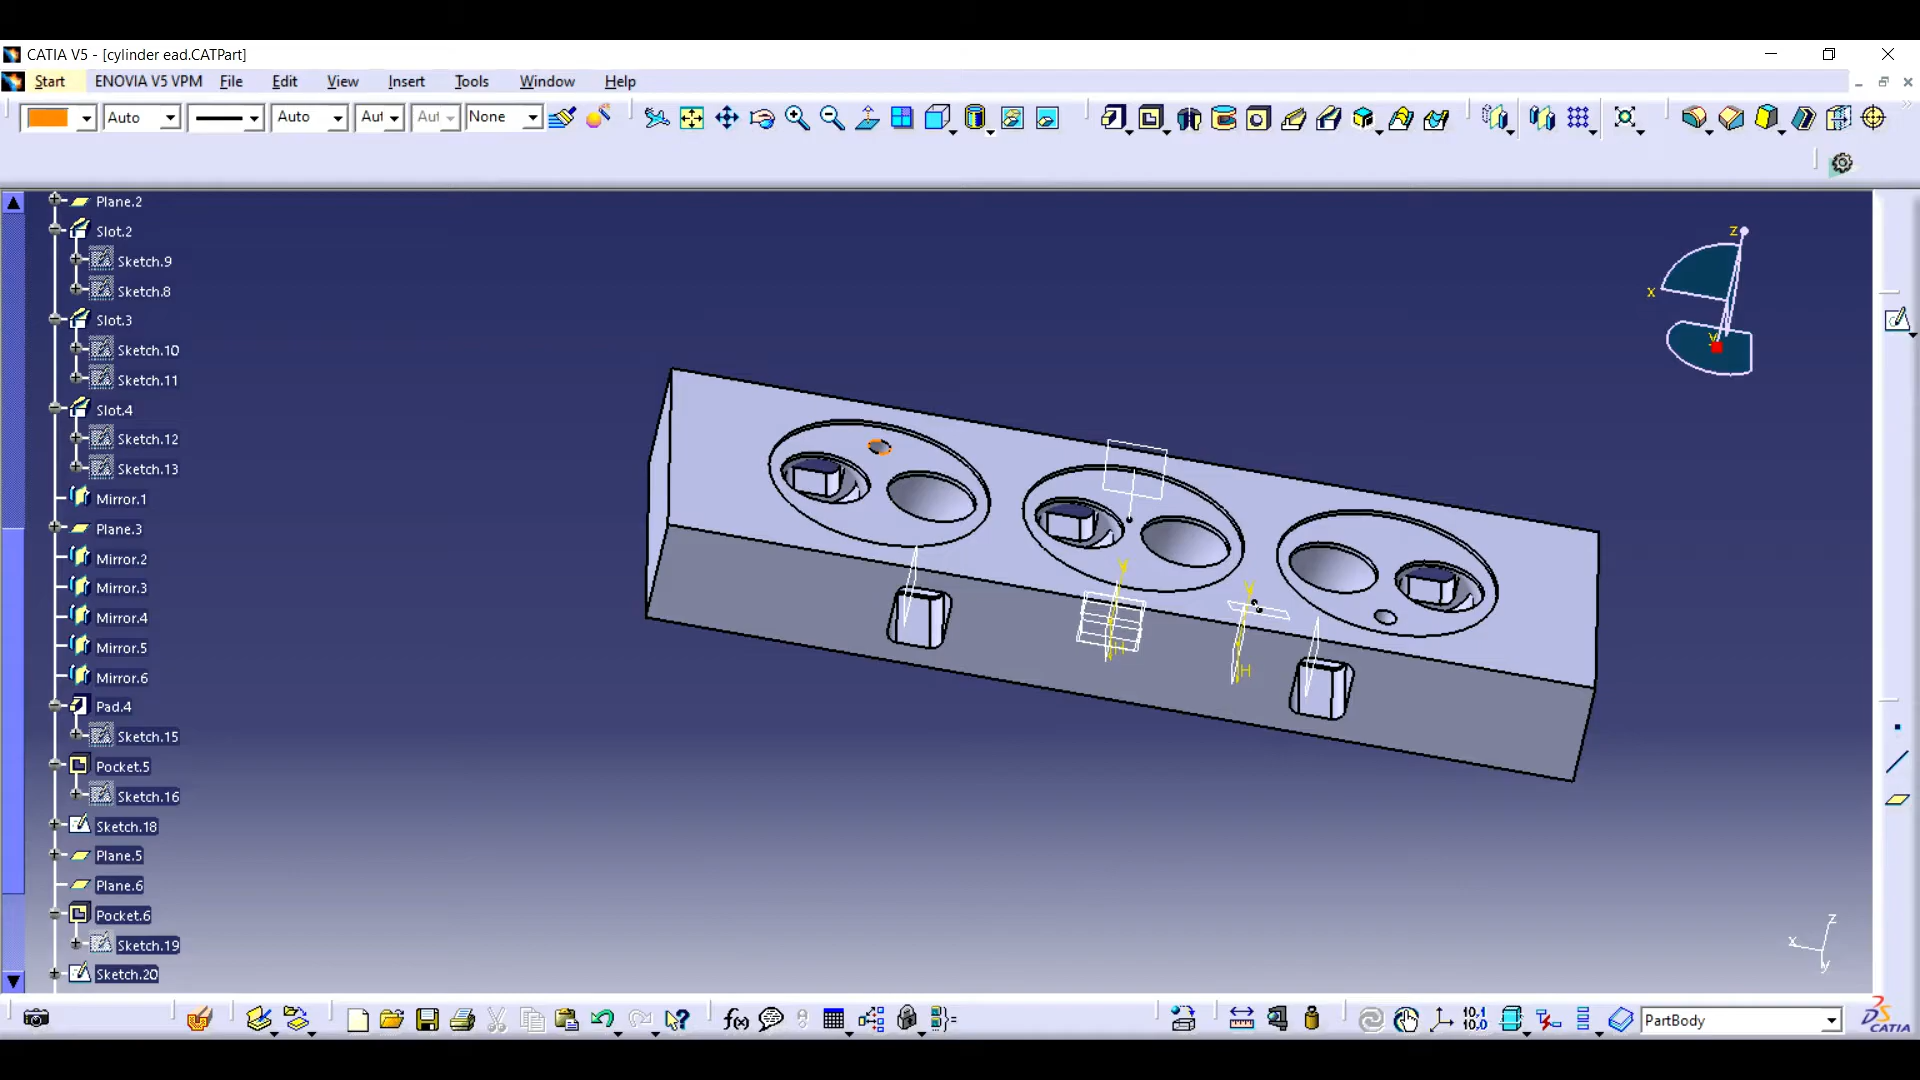 CATIA V5 - [cylinder ead.CATPart]
Start ENOVIA V5 VPM File Edit View Insert Tools Window Help
Auto Auto Aut Aut None
Plane.2
Slot.2
Sketch.9
Sketch.8
Slot.3
Sketch.10
Sketch.11
Slot.4
Sketch.12
Sketch.13
Mirror.1
Plane.3
Mirror.2
Mirror.3
Mirror.4
Mirror.5
Mirror.6
Pad.4
Sketch.15
Pocket.5
Sketch.16
Sketch.18
Plane.5
Plane.6
Pocket.6
Sketch.19
Sketch.20
z
x
y
V
V
H
H
z
x
y
f(x)
10,1
10,0
PartBody
CATIA